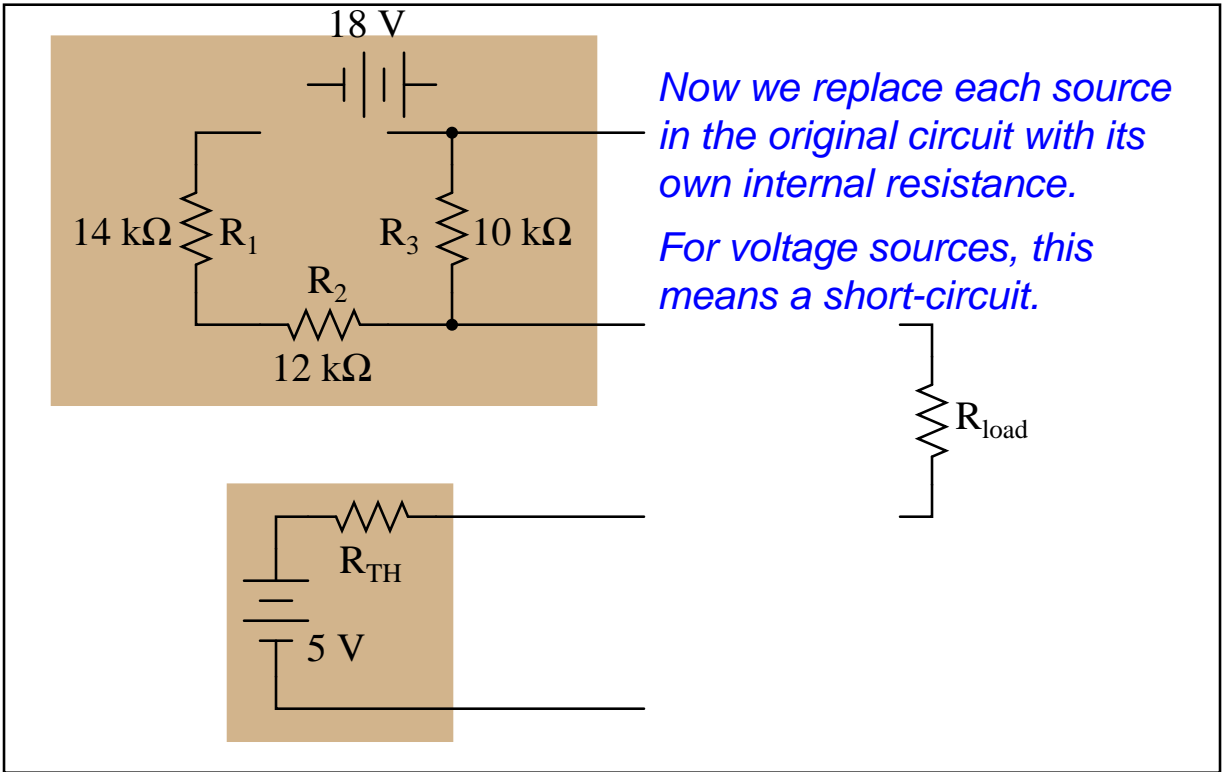 18 V
Now we replace each source
in the original circuit with its
own internal resistance.
For voltage sources, this
means a short-circuit.
14 kΩ R1 R3 10 kΩ
R2
12 kΩ
Rload
RTH
5 V